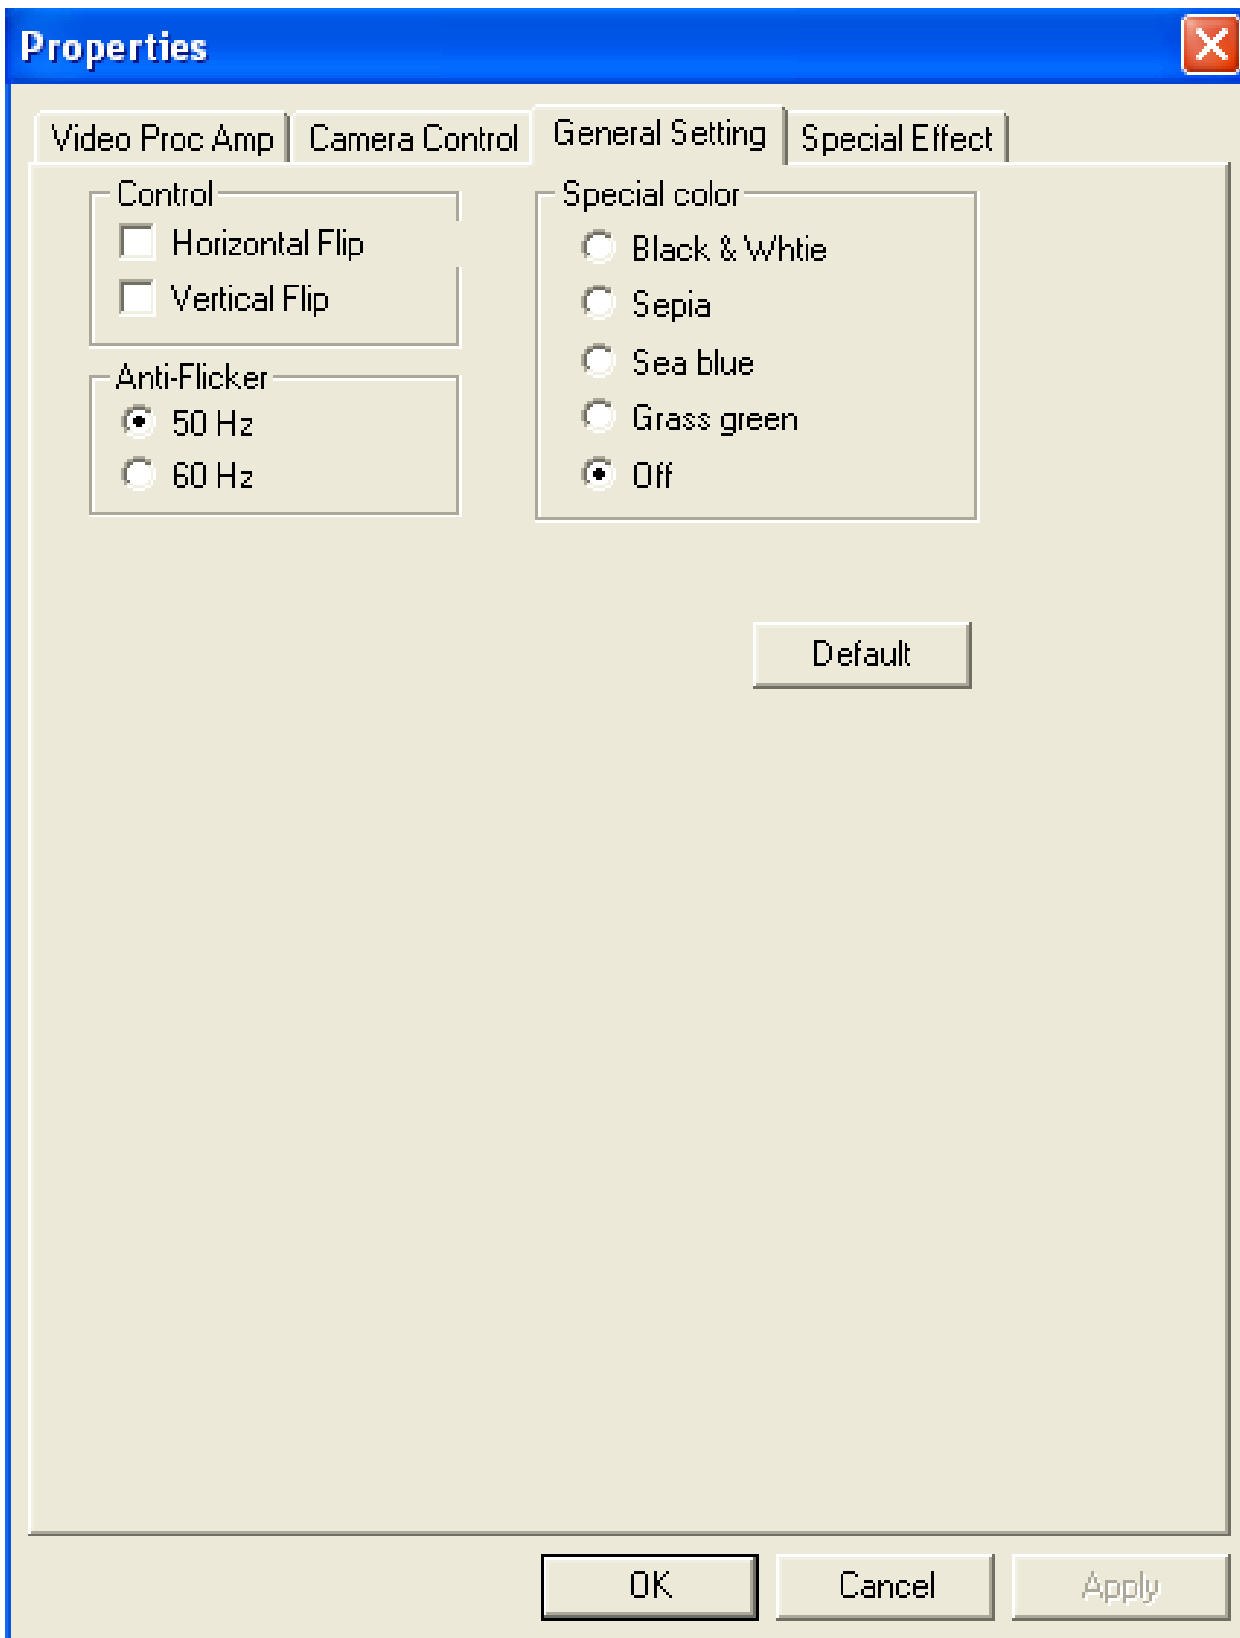 Properties
Video Proc Amp Camera Control General Setting Special Effect
Control
Horizontal Flip
Vertical Flip
Anti-Flicker
50 Hz
60 Hz
Special color
Black & Whtie
Sepia
Sea blue
Grass green
Off
Default
OK Cancel Apply